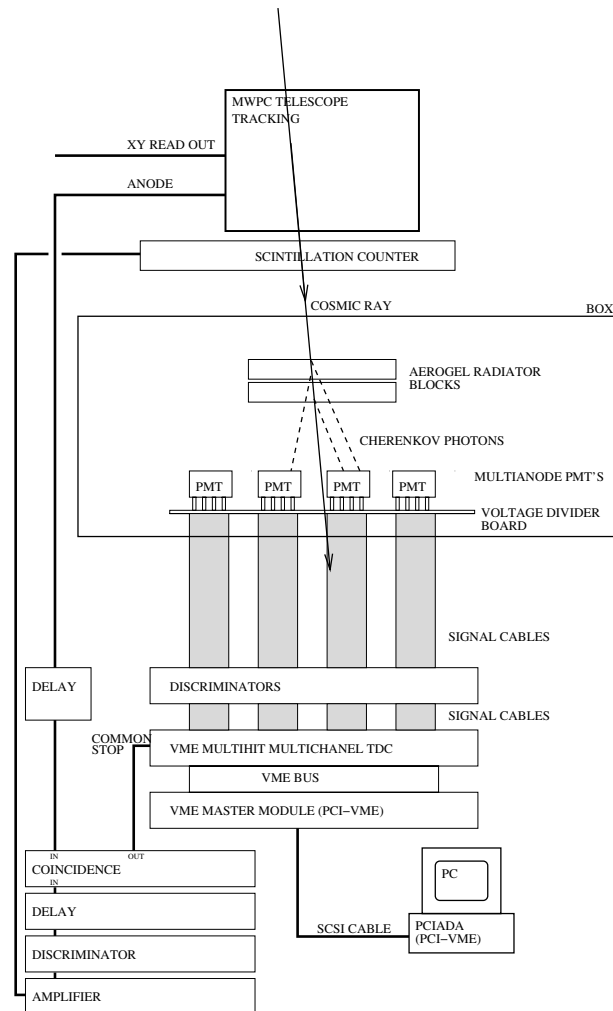 MWPC TELESCOPE
TRACKING
XY READ OUT
ANODE
SCINTILLATION COUNTER
COSMIC RAY
BOX
AEROGEL RADIATOR
BLOCKS
CHERENKOV PHOTONS
PMT
PMT
PMT
PMT
MULTIANODE PMT'S
VOLTAGE DIVIDER
BOARD
SIGNAL CABLES
DELAY
DISCRIMINATORS
SIGNAL CABLES
COMMON
STOP
VME MULTIHIT MULTICHANEL TDC
VME BUS
VME MASTER MODULE (PCI-VME)
IN
OUT
COINCIDENCE
IN
PC
DELAY
SCSI CABLE
PCIADA
(PCI-VME)
DISCRIMINATOR
AMPLIFIER